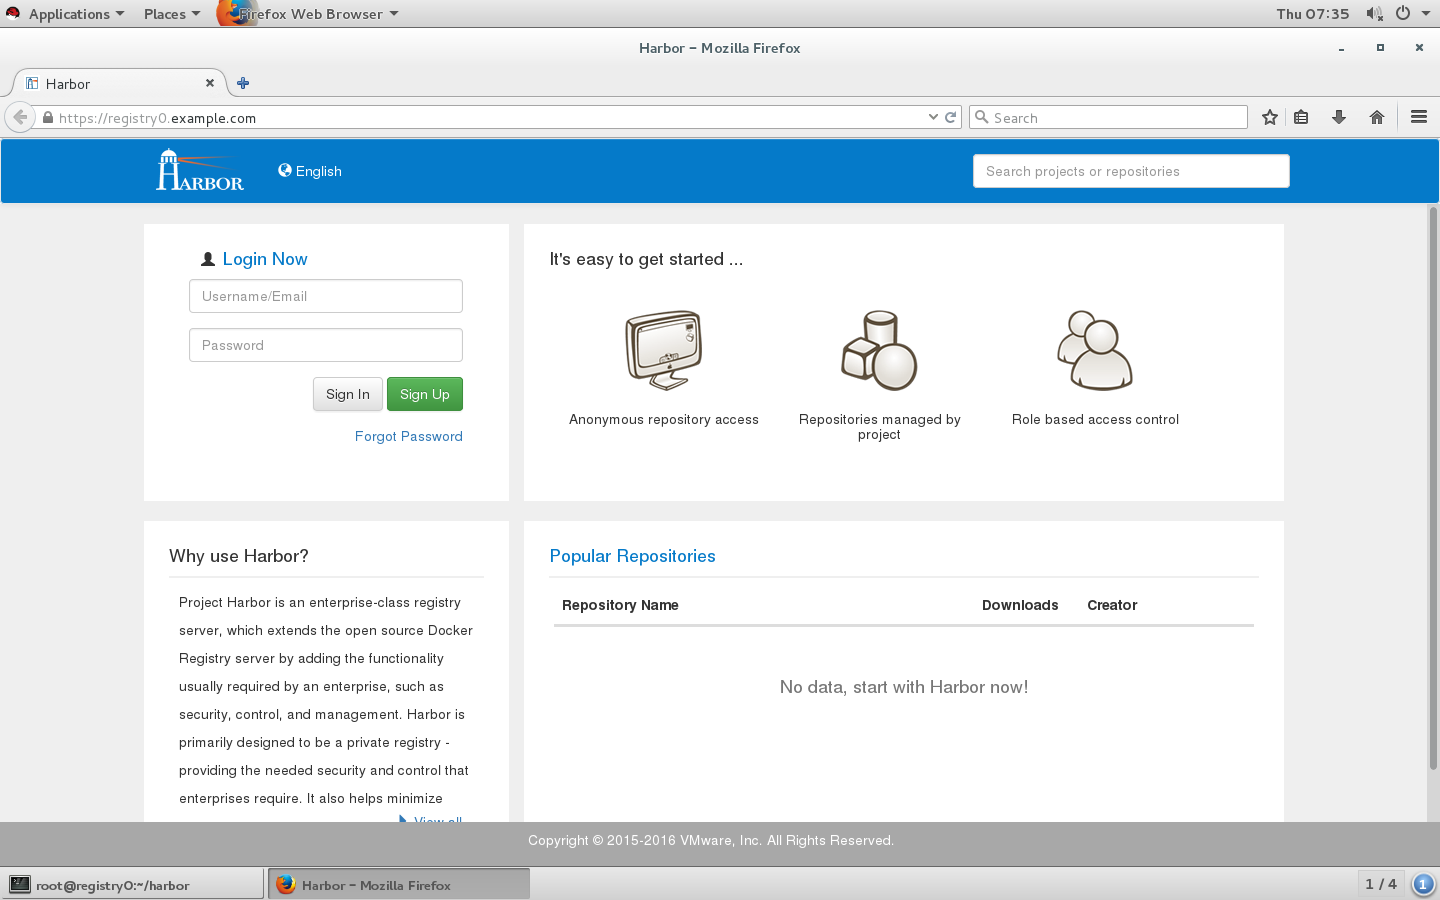 Applications Places Firefox Web Browser Thu 07:35
Harbor – Mozilla Firefox
Harbor
https://registry0.example.com Search
HARBOR English Search projects or repositories
Login Now
Username/Email
Password
Sign In Sign Up
Forgot Password
It's easy to get started ...
Anonymous repository access
Repositories managed by
project
Role based access control
Why use Harbor?
Project Harbor is an enterprise-class registry
server, which extends the open source Docker
Registry server by adding the functionality
usually required by an enterprise, such as
security, control, and management. Harbor is
primarily designed to be a private registry -
providing the needed security and control that
enterprises require. It also helps minimize
View all
Popular Repositories
Repository Name Downloads Creator
No data, start with Harbor now!
Copyright © 2015-2016 VMware, Inc. All Rights Reserved.
root@registry0:~/harbor Harbor – Mozilla Firefox 1 / 4 1